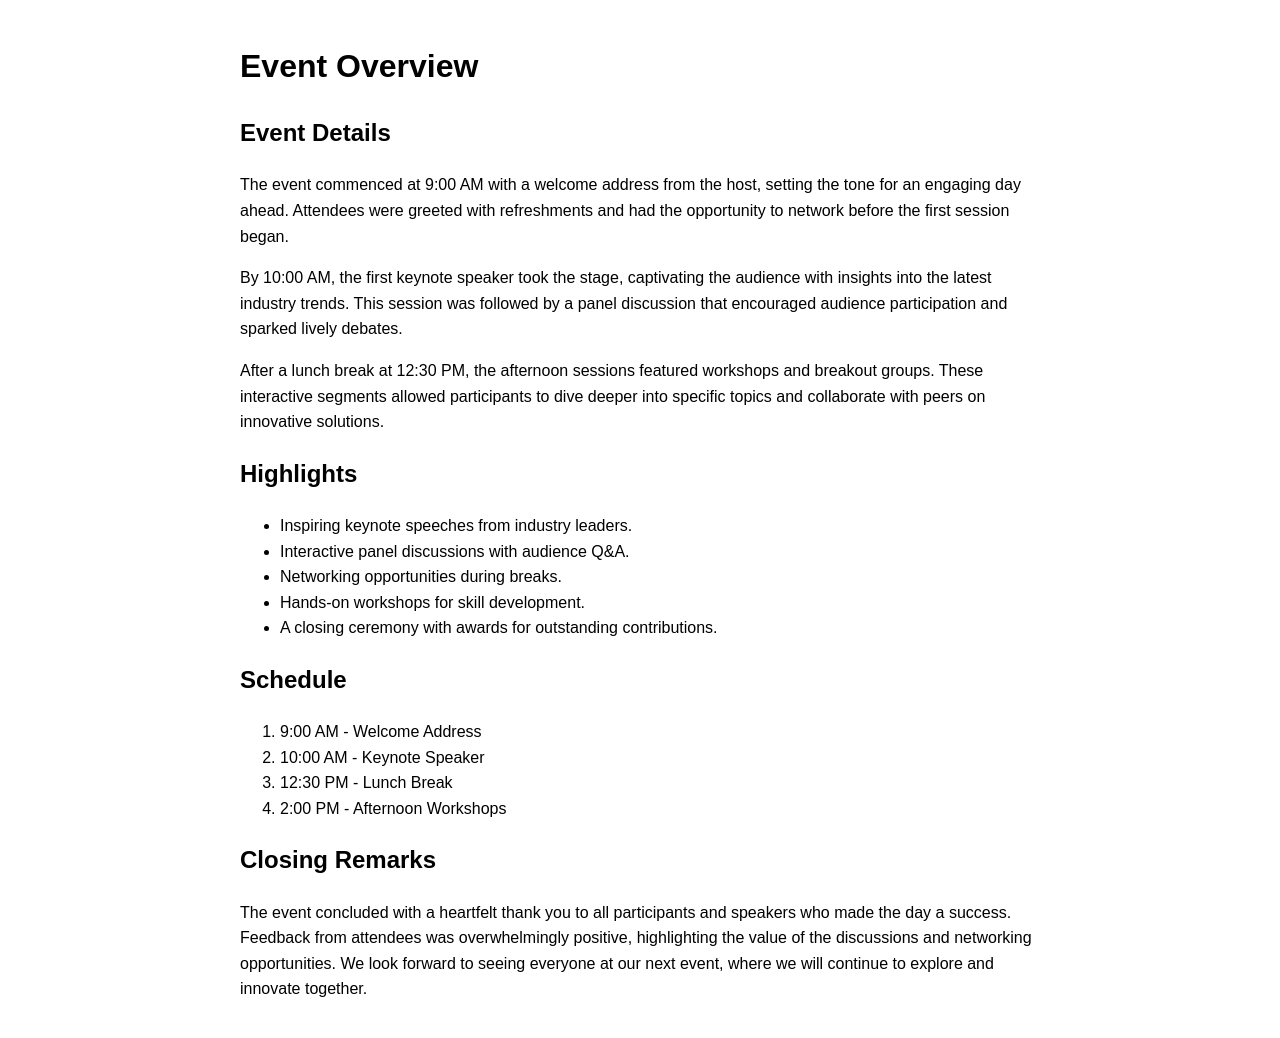 Event Overview
Event Details
The event commenced at 9:00 AM with a welcome address from the host, setting the tone for an engaging day
ahead. Attendees were greeted with refreshments and had the opportunity to network before the first session
began.
By 10:00 AM, the first keynote speaker took the stage, captivating the audience with insights into the latest
industry trends. This session was followed by a panel discussion that encouraged audience participation and
sparked lively debates.
After a lunch break at 12:30 PM, the afternoon sessions featured workshops and breakout groups. These
interactive segments allowed participants to dive deeper into specific topics and collaborate with peers on
innovative solutions.
Highlights
• Inspiring keynote speeches from industry leaders.
• Interactive panel discussions with audience Q&A.
• Networking opportunities during breaks.
• Hands-on workshops for skill development.
• A closing ceremony with awards for outstanding contributions.
Schedule
1. 9:00 AM - Welcome Address
2. 10:00 AM - Keynote Speaker
3. 12:30 PM - Lunch Break
4. 2:00 PM - Afternoon Workshops
Closing Remarks
The event concluded with a heartfelt thank you to all participants and speakers who made the day a success.
Feedback from attendees was overwhelmingly positive, highlighting the value of the discussions and networking
opportunities. We look forward to seeing everyone at our next event, where we will continue to explore and
innovate together.